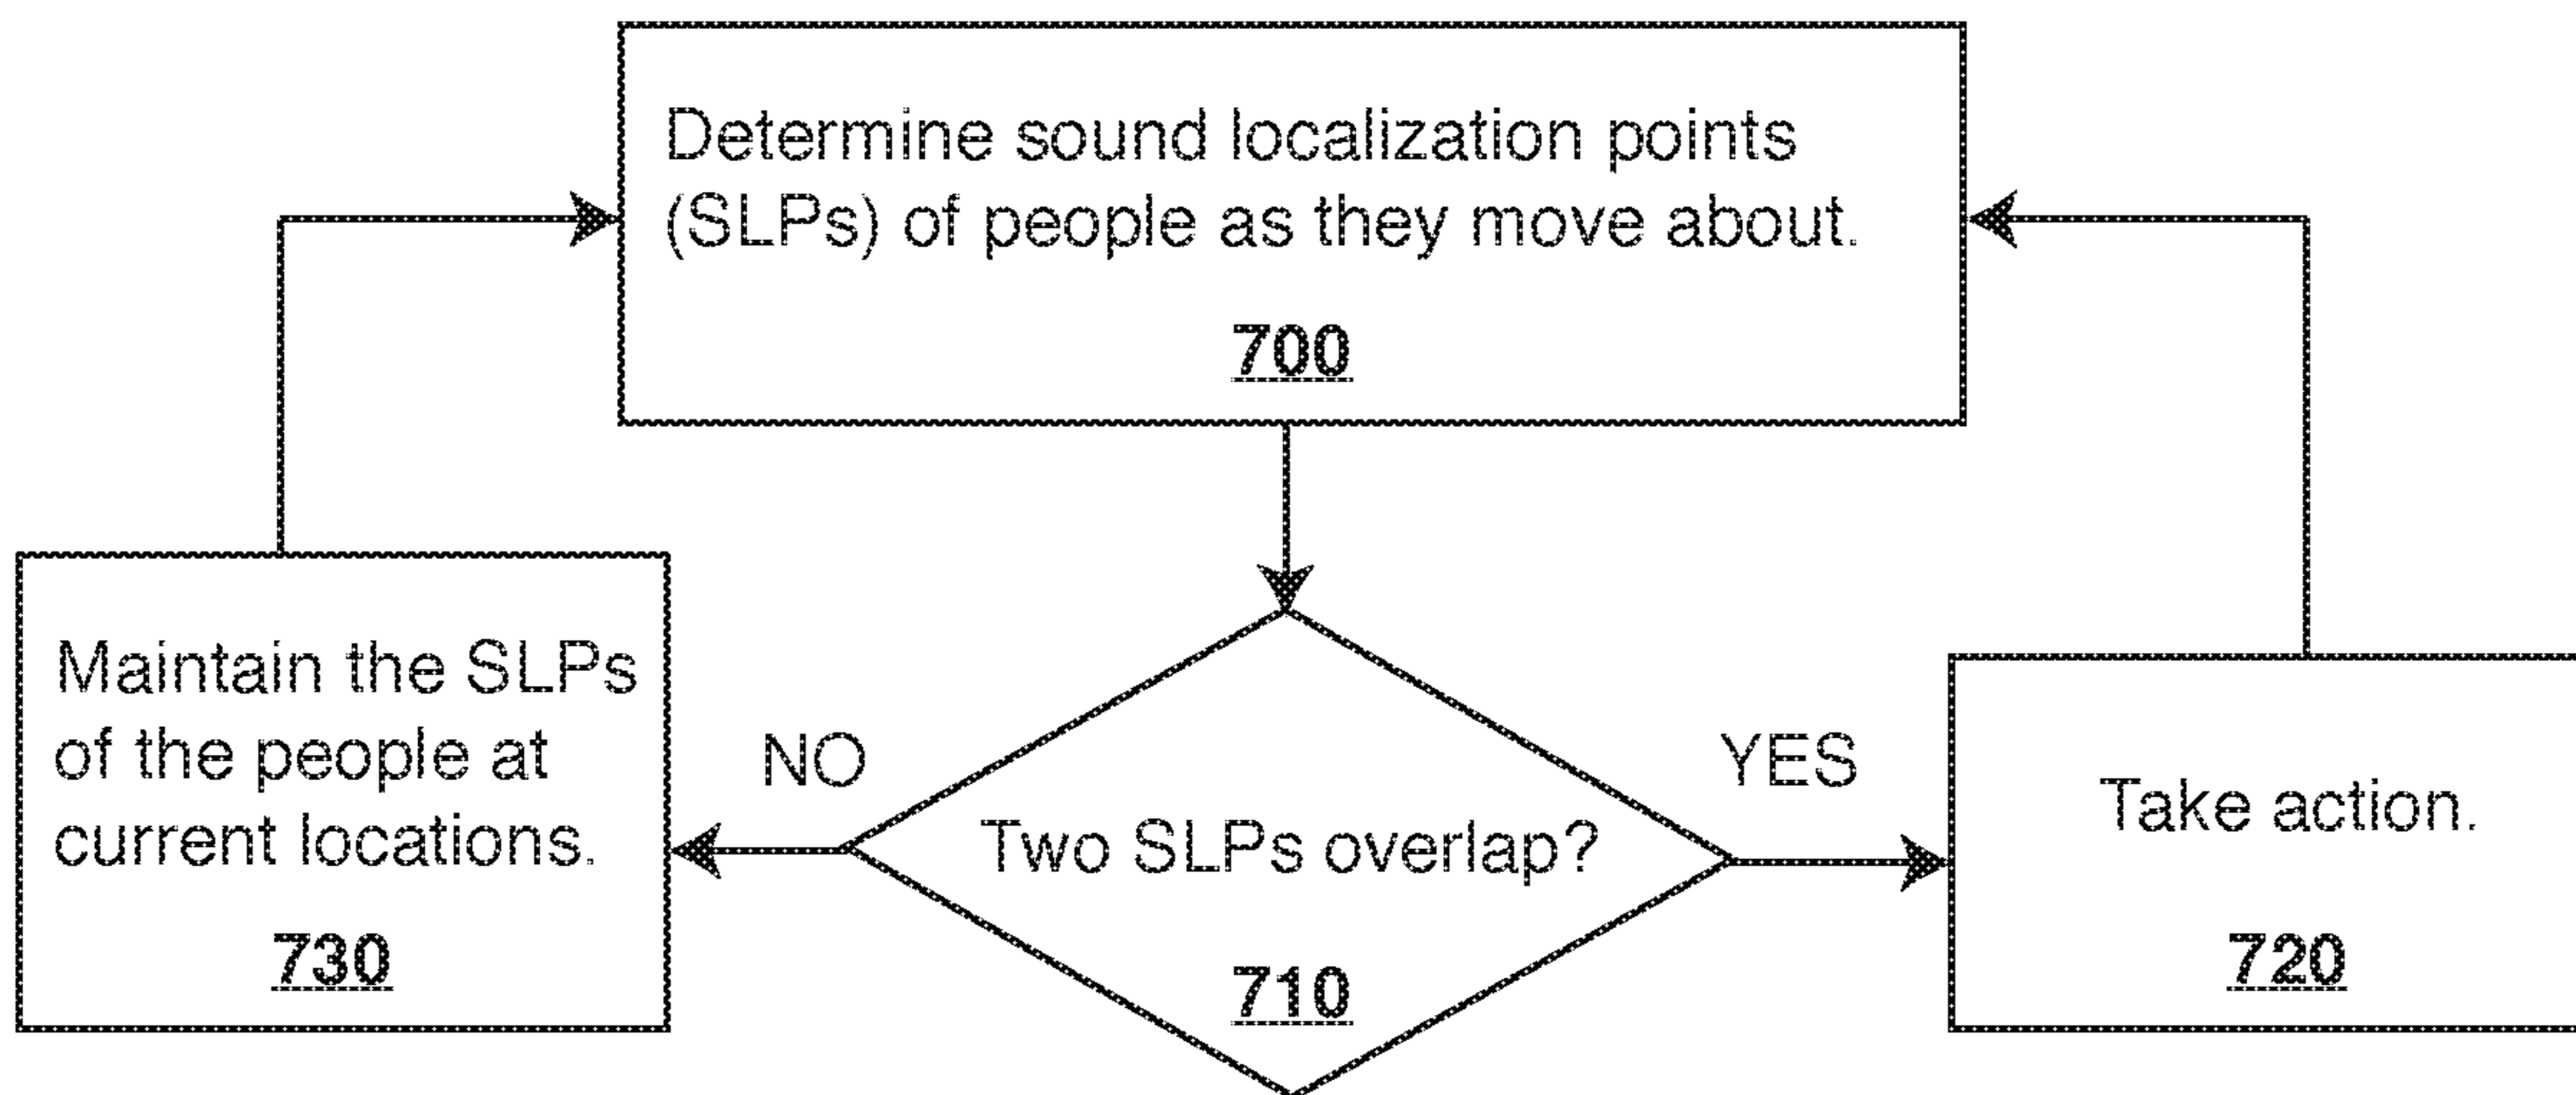 Determine sound localization points
(SLPs) of people as they move about.
700
Maintain the SLPs
of the people at
current locations.
730
NO
Two SLPs overlap?
710
YES
Take action.
720